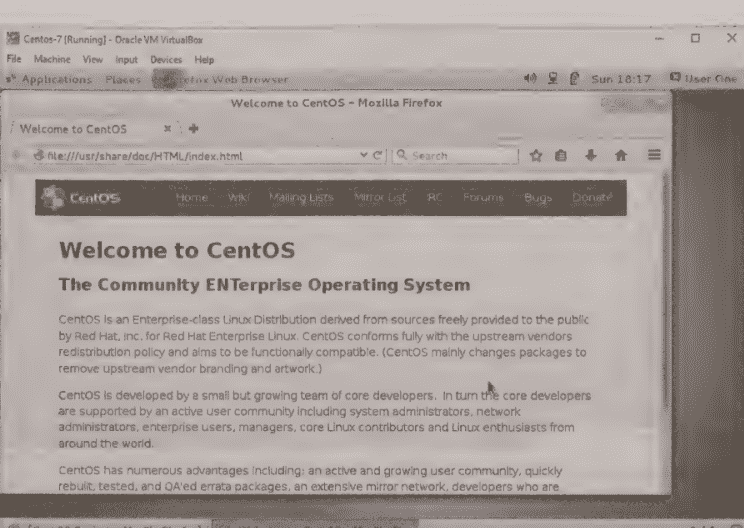 Centos-7 [Running] - Oracle VM VirtualBox
File Machine View Input Devices Help
Applications Places Firefox Web Browser Sun 18:17 User One
Welcome to CentOS - Mozilla Firefox
Welcome to CentOS
file:///usr/share/doc/HTML/index.html Search
CentOS Home Wiki Mailing Lists Mirror List IRC Forums Bugs Donate
Welcome to CentOS
The Community ENTerprise Operating System
CentOS is an Enterprise-class Linux Distribution derived from sources freely provided to the public
by Red Hat, Inc. for Red Hat Enterprise Linux. CentOS conforms fully with the upstream vendors
redistribution policy and aims to be functionally compatible. (CentOS mainly changes packages to
remove upstream vendor branding and artwork.)
CentOS is developed by a small but growing team of core developers. In turn the core developers
are supported by an active user community including system administrators, network
administrators, enterprise users, managers, core Linux contributors and Linux enthusiasts from
around the world.
CentOS has numerous advantages including: an active and growing user community, quickly
rebuilt, tested, and QA'ed errata packages, an extensive mirror network, developers who are